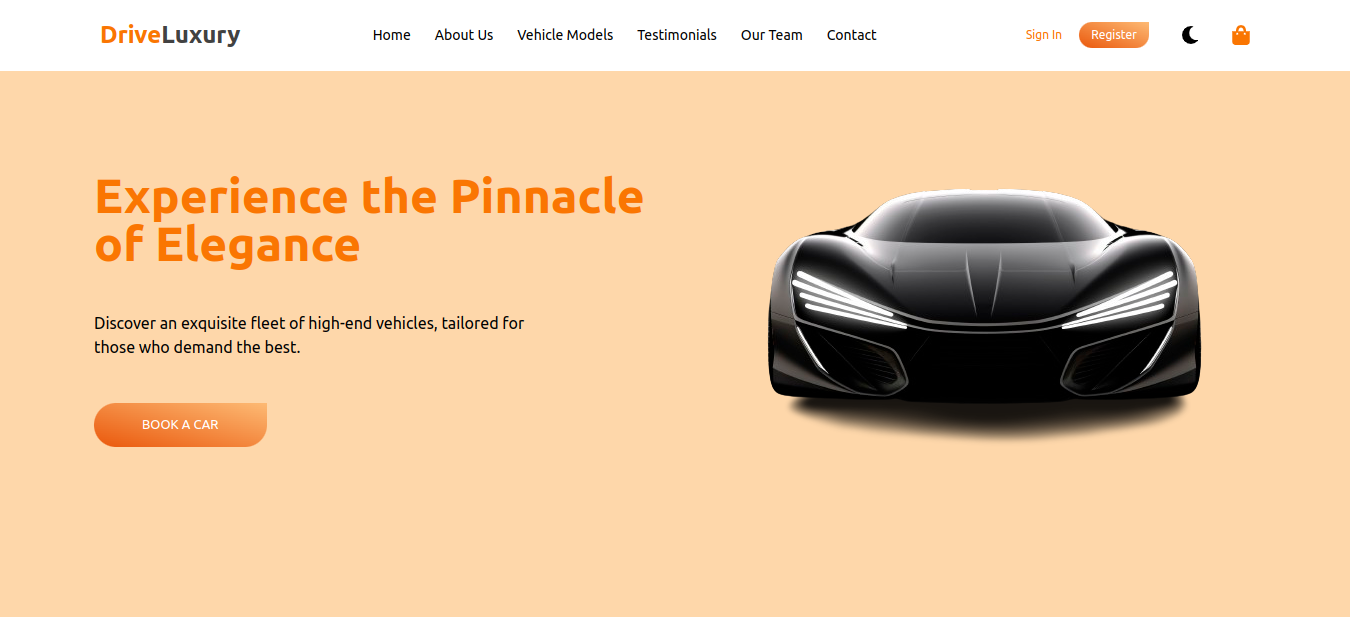 DriveLuxury
Home About Us Vehicle Models Testimonials Our Team Contact
Sign In Register
Experience the Pinnacle
of Elegance
Discover an exquisite fleet of high-end vehicles, tailored for
those who demand the best.
BOOK A CAR